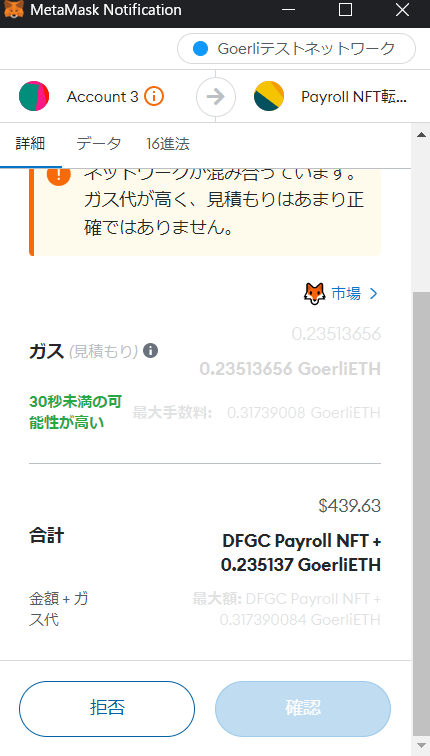 MetaMask Notification
Goerliテストネットワーク
Account 3
Payroll NFT転...
詳細 データ 16進法
ネットワークが混み合っています。
ガス代が高く、見積もりはあまり正
確ではありません。
市場
0.23513656
ガス (見積もり)
0.23513656 GoerliETH
30秒未満の可
能性が高い
最大手数料: 0.31739008 GoerliETH
$439.63
合計
DFGC Payroll NFT +
0.235137 GoerliETH
金額 + ガ
ス代
最大額: DFGC Payroll NFT +
0.317390084 GoerliETH
拒否
確認